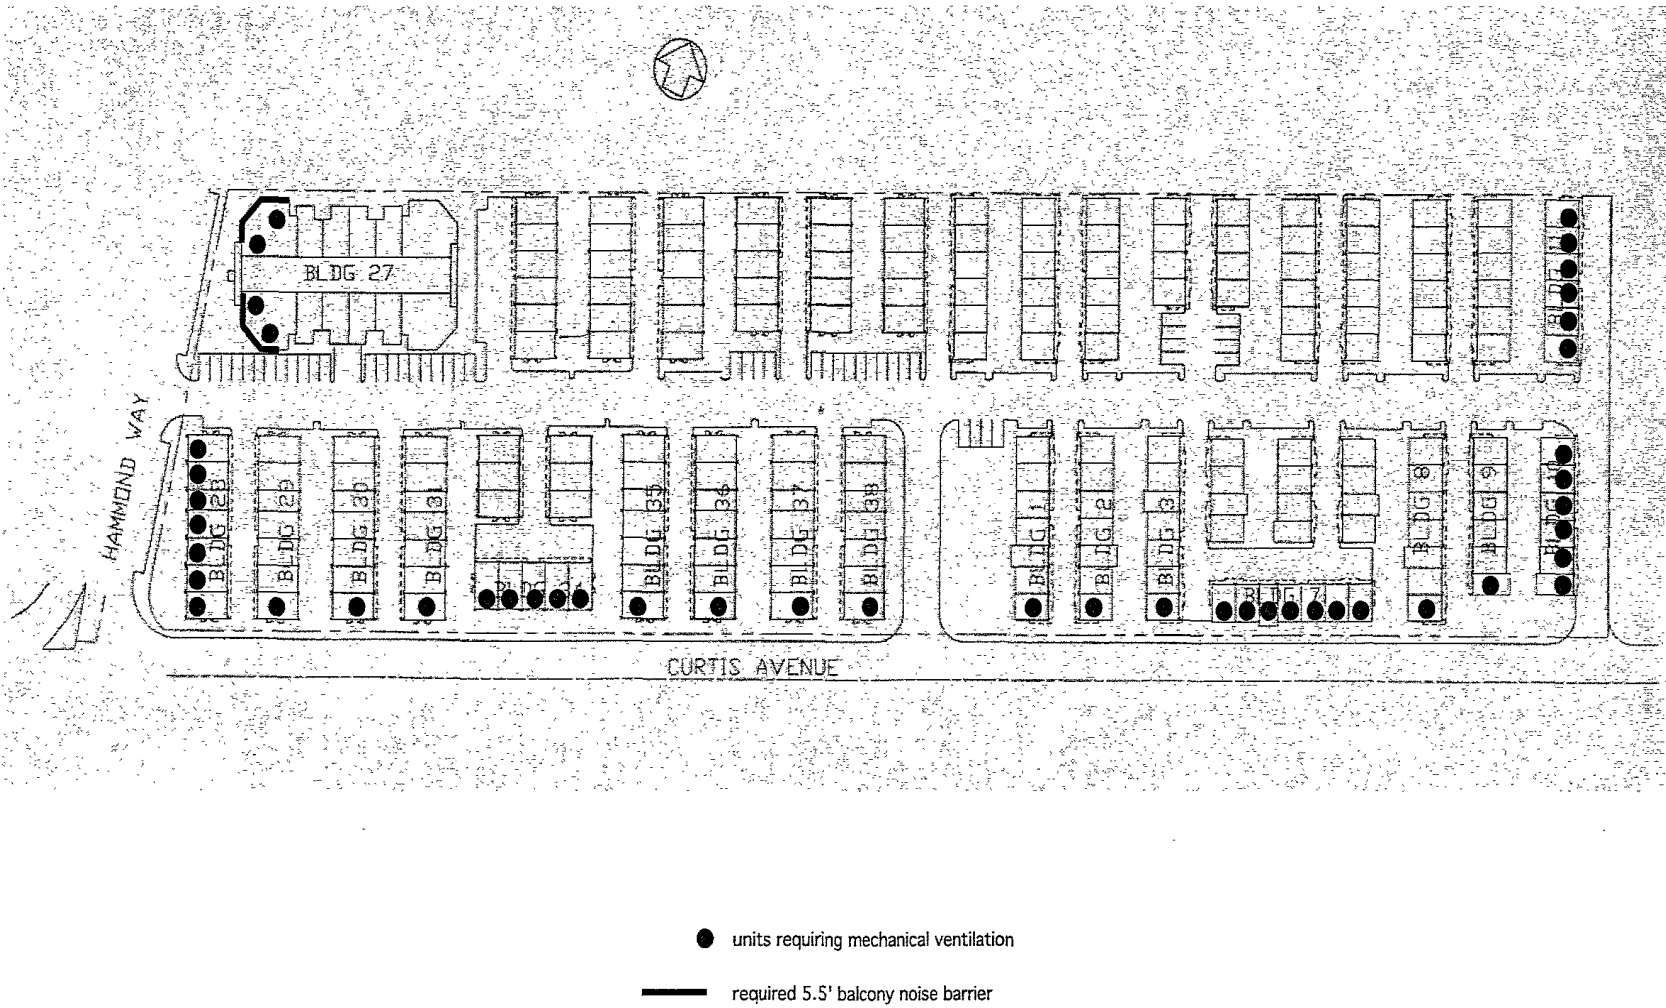 BLDG 27
HAMMOND WAY
BLDG 28
BLDG 29
BLDG 30
BLDG 31
BLDG 35
BLDG 36
BLDG 37
BLDG 38
BLDG 1
BLDG 2
BLDG 3
BLDG 7
BLDG 8
BLDG 9
CURTIS AVENUE
units requiring mechanical ventilation
required 5.5' balcony noise barrier